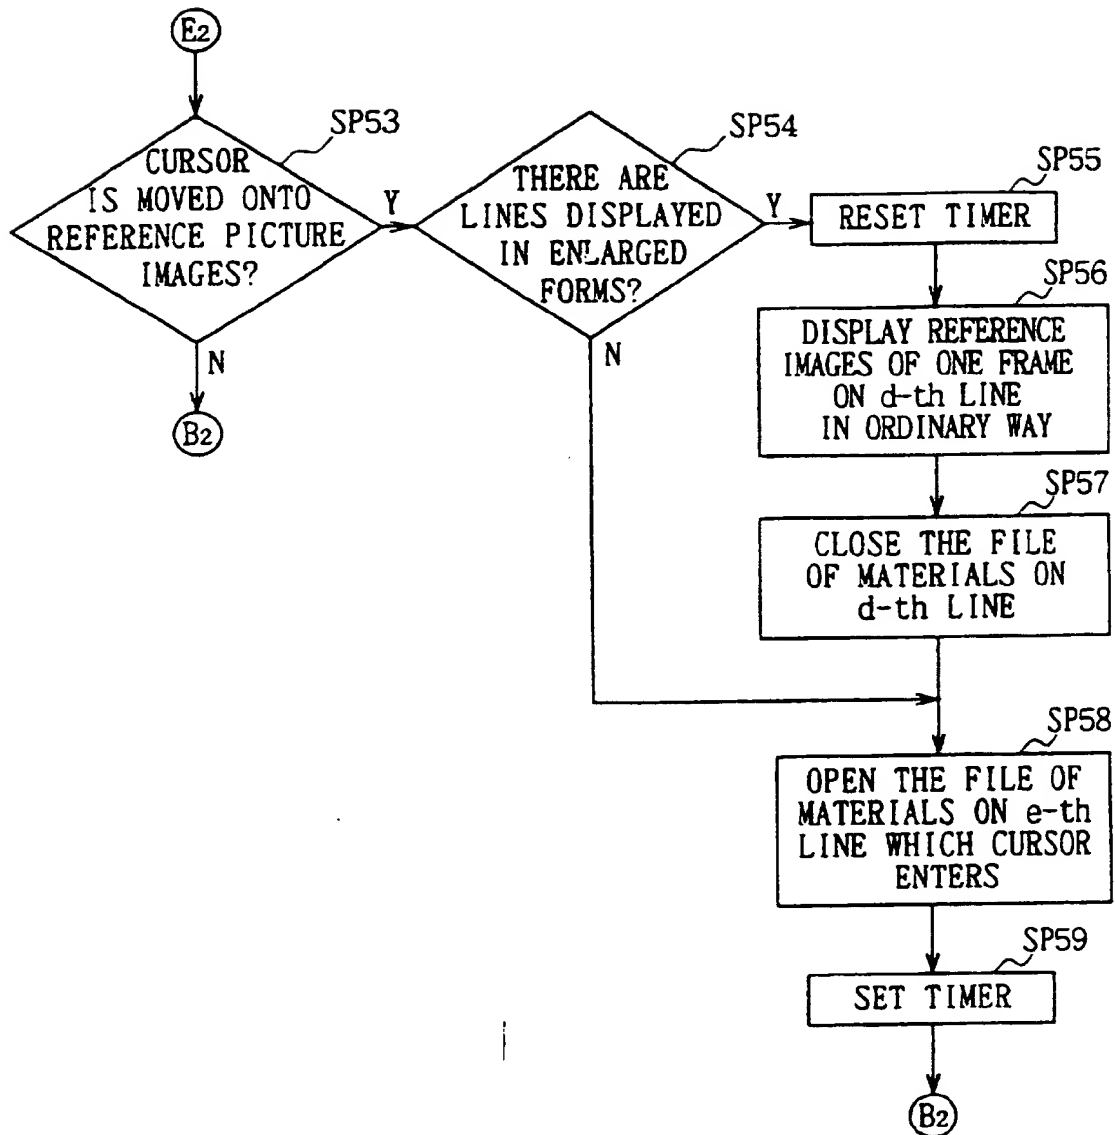 E2
SP53
CURSOR
IS MOVED ONTO
REFERENCE PICTURE
IMAGES?
Y
N
B2
SP54
THERE ARE
LINES DISPLAYED
IN ENLARGED
FORMS?
Y
N
SP55
RESET TIMER
SP56
DISPLAY REFERENCE
IMAGES OF ONE FRAME
ON d-th LINE
IN ORDINARY WAY
SP57
CLOSE THE FILE
OF MATERIALS ON
d-th LINE
SP58
OPEN THE FILE OF
MATERIALS ON e-th
LINE WHICH CURSOR
ENTERS
SP59
SET TIMER
B2